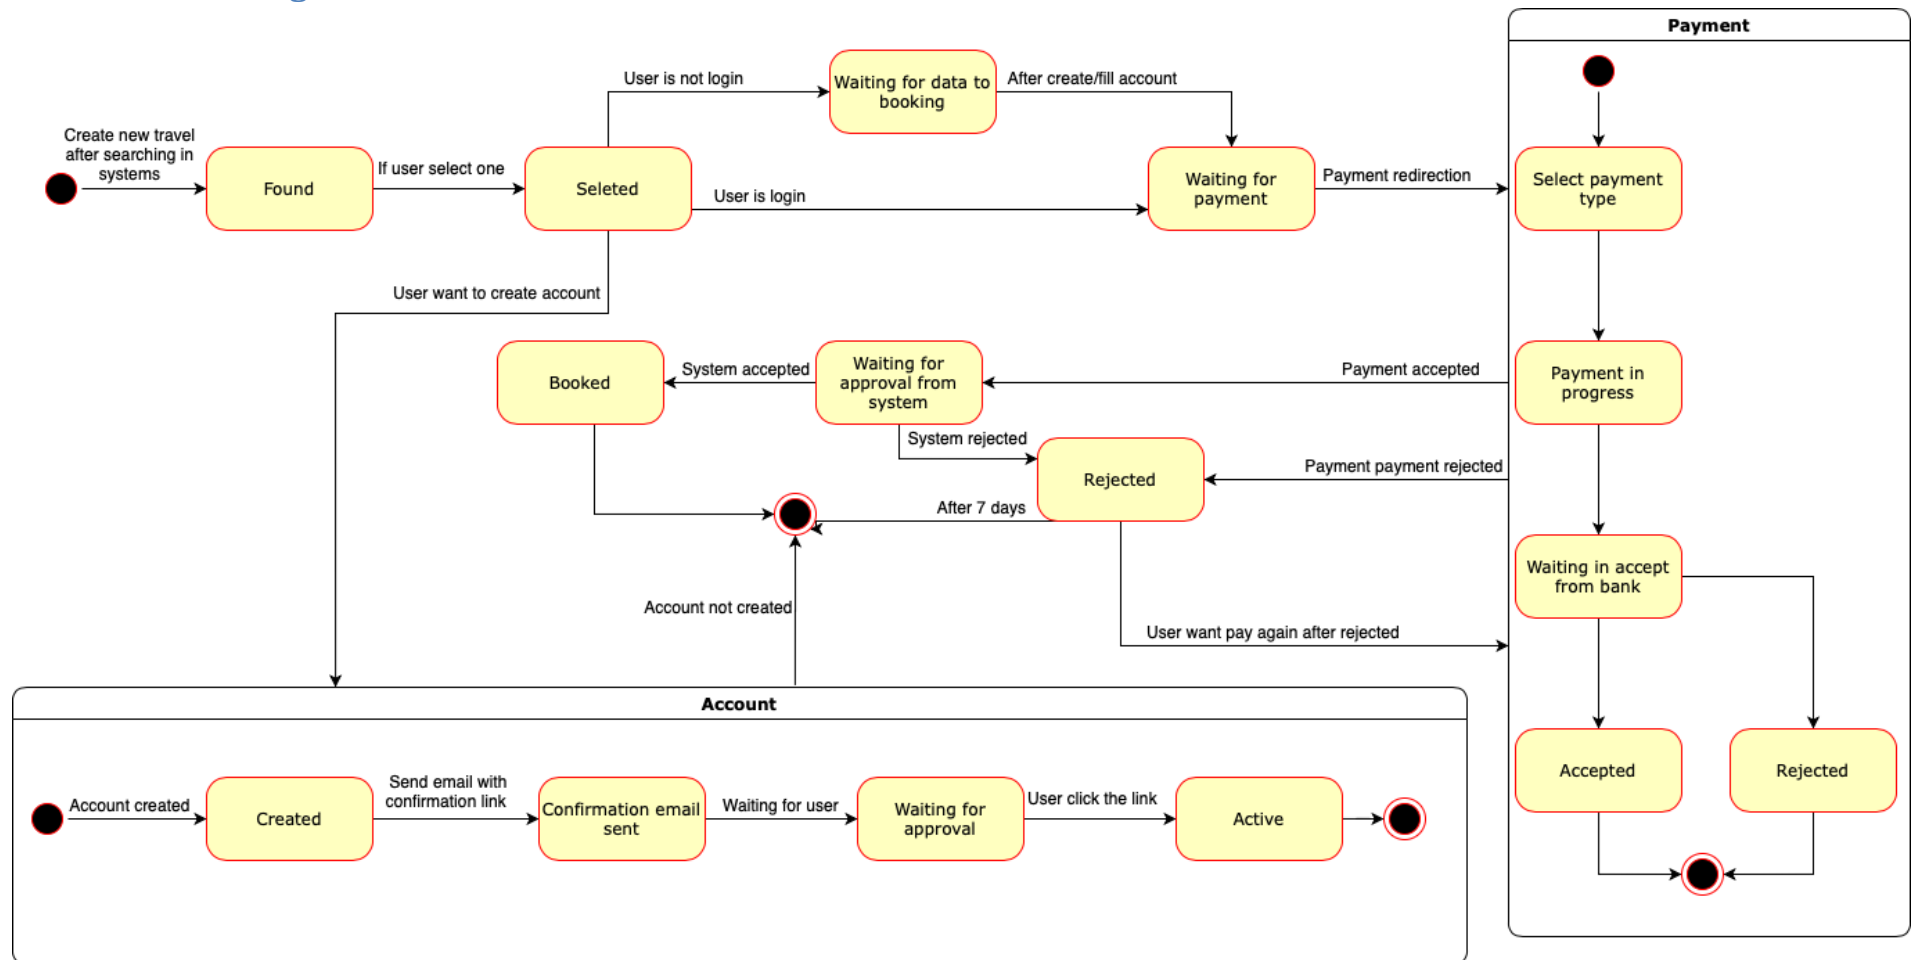 Payment
User is not login
Waiting for data to
booking
After create/fill account
Create new travel
after searching in
systems
Found
If user select one
Seleted
User is login
Waiting for
payment
Payment redirection
Select payment
type
User want to create account
Booked
System accepted
Waiting for
approval from
system
Payment accepted
Payment in
progress
System rejected
Rejected
Payment payment rejected
After 7 days
Waiting in accept
from bank
Account not created
User want pay again after rejected
Account
Accepted
Rejected
Account created
Created
Send email with
confirmation link
Confirmation email
sent
Waiting for user
Waiting for
approval
User click the link
Active